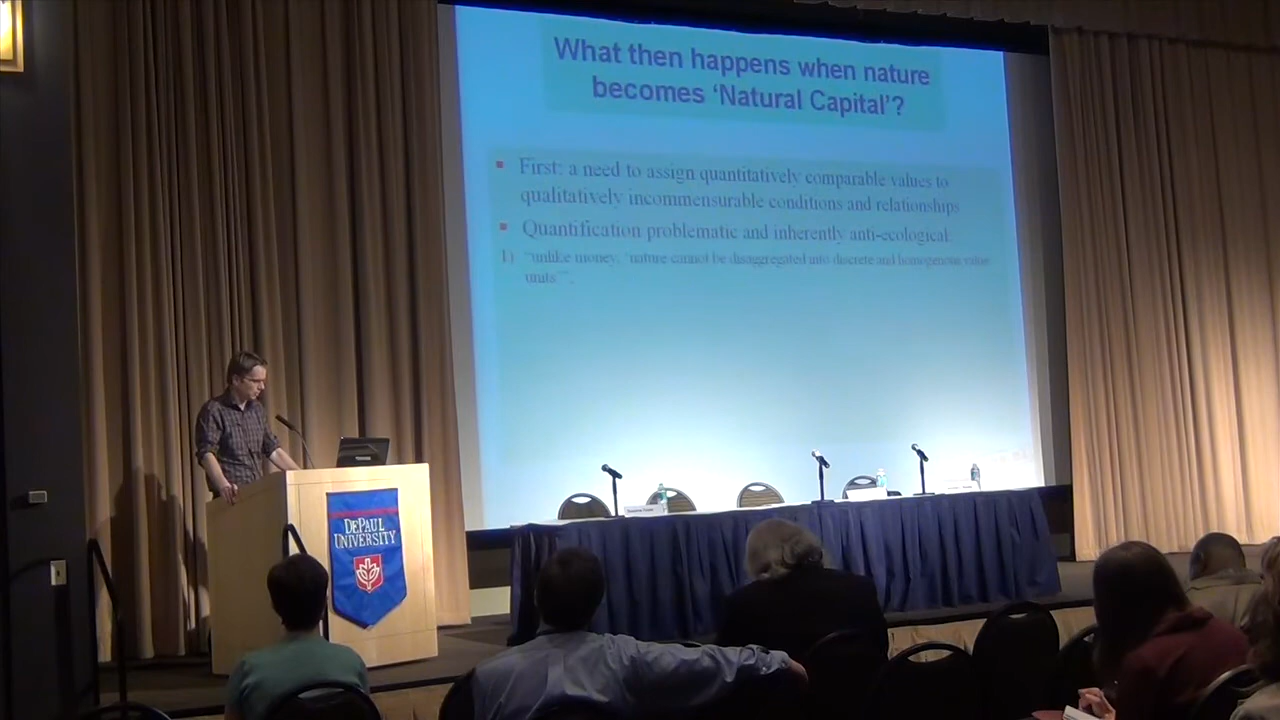 What then happens when nature
becomes ‘Natural Capital’?
First: a need to assign quantitatively comparable values to
qualitatively incommensurable conditions and relationships
Quantification problematic and inherently anti-ecological:
1) “unlike money, ‘nature cannot be disaggregated into discrete and homogenous value
units’”.
DEPAUL
UNIVERSITY